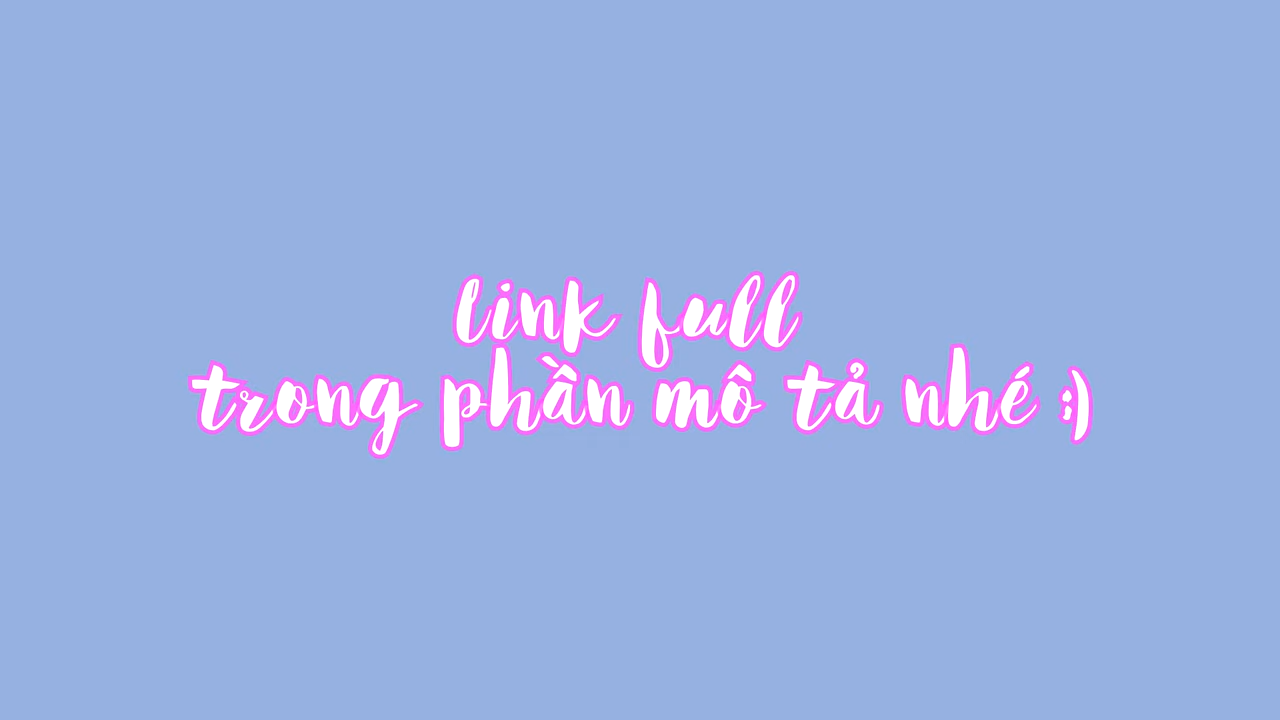 link full
trong phần mô tả nhé :)